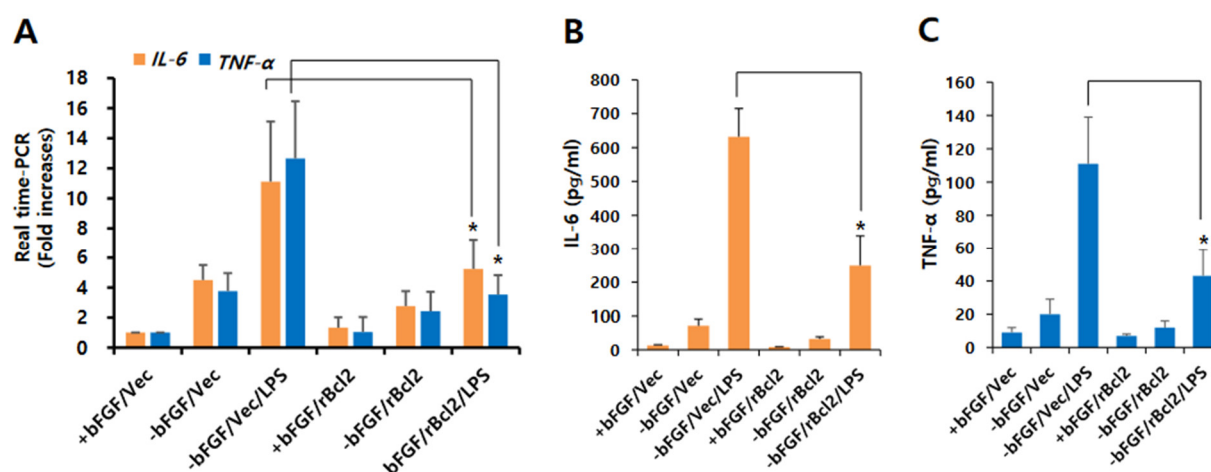 A
IL-6 TNF-α
Real time-PCR
(Fold increases)
18
16
14
12
10
8
6
4
2
0
*
*
+bFGF/Vec
-bFGF/Vec
-bFGF/Vec/LPS
+bFGF/rBcl2
-bFGF/rBcl2
bFGF/rBcl2/LPS
B
IL-6 (pg/ml)
800
700
600
500
400
300
200
100
0
*
+bFGF/Vec
-bFGF/Vec
-bFGF/Vec/LPS
+bFGF/rBcl2
-bFGF/rBcl2
-bFGF/rBcl2/LPS
C
TNF-α (pg/ml)
160
140
120
100
80
60
40
20
0
*
+bFGF/Vec
-bFGF/Vec
-bFGF/Vec/LPS
+bFGF/rBcl2
-bFGF/rBcl2
-bFGF/rBcl2/LPS